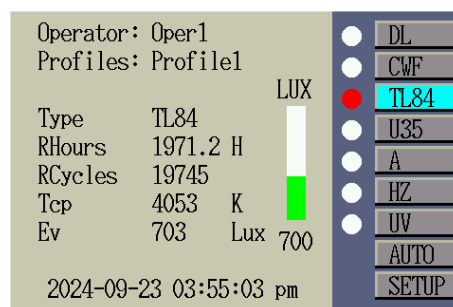 Operator: Oper1
Profiles: Profile1
LUX
Type TL84
RHours 1971.2 H
RCycles 19745
Tcp 4053 K
Ev 703 Lux
700
2024-09-23 03:55:03 pm
DL
CWF
TL84
U35
A
HZ
UV
AUTO
SETUP